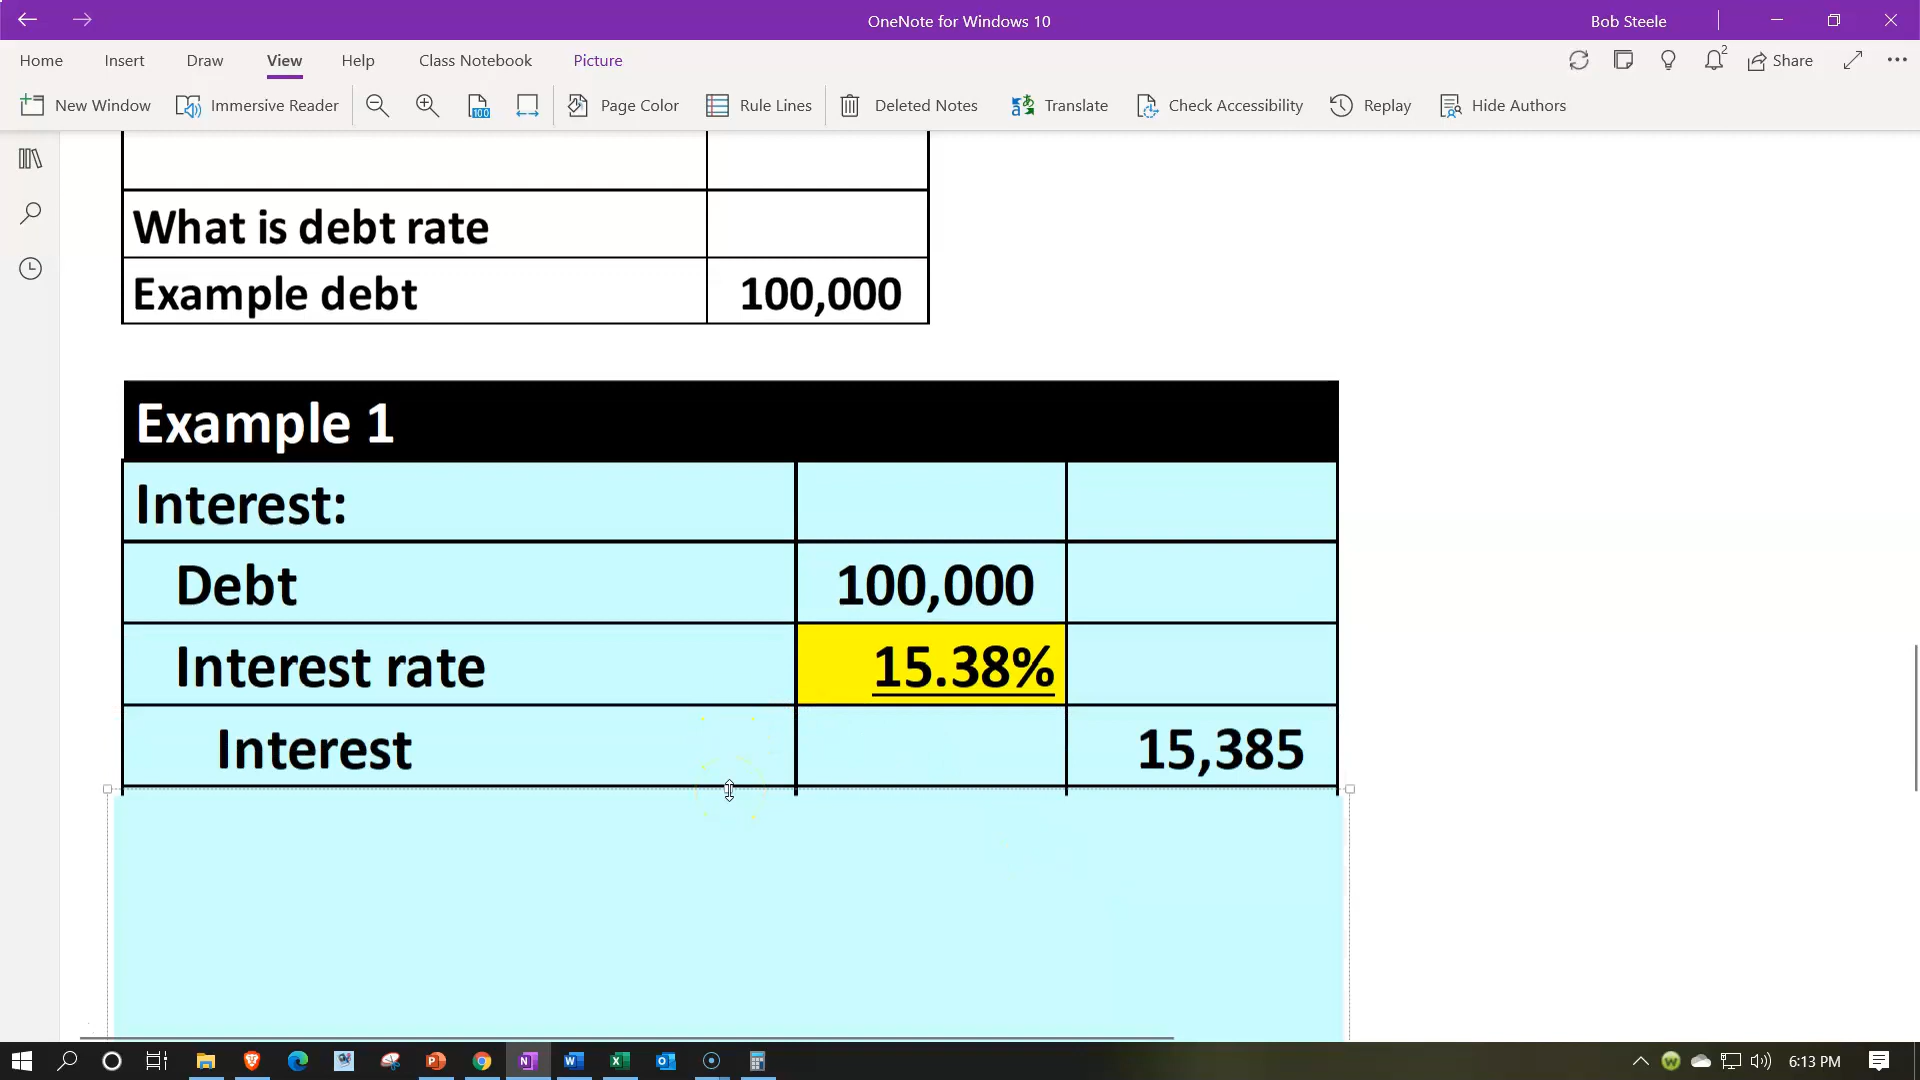 OneNote for Windows 10
Bob Steele
Home Insert Draw View Help Class Notebook Picture
2 Share
New Window Immersive Reader 100 Page Color Rule Lines Deleted Notes Translate Check Accessibility Replay Hide Authors
What is debt rate
Example debt 100,000
Example 1
Interest:
Debt 100,000
Interest rate 15.38%
Interest 15,385
6:13 PM